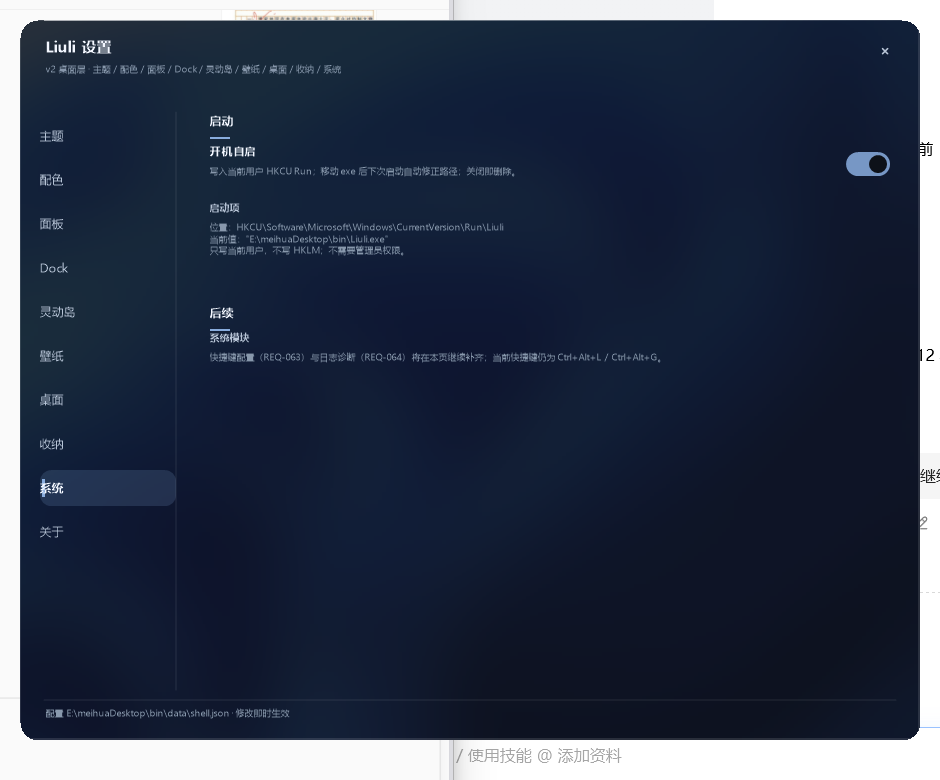 Liuli 设置
×
v2 桌面层 · 主题 / 配色 / 面板 / Dock / 灵动岛 / 壁纸 / 桌面 / 收纳 / 系统
主题
配色
面板
Dock
灵动岛
壁纸
桌面
收纳
系统
关于
启动
开机自启
写入当前用户 HKCU Run；移动 exe 后下次启动自动修正路径；关闭即删除。
启动项
位置：HKCU\Software\Microsoft\Windows\CurrentVersion\Run\Liuli
当前值："E:\meihuaDesktop\bin\Liuli.exe"
只写当前用户，不写 HKLM；不需要管理员权限。
后续
系统模块
快捷键配置（REQ-063）与日志诊断（REQ-064）将在本页继续补齐；当前快捷键仍为 Ctrl+Alt+L / Ctrl+Alt+G。
配置 E:\meihuaDesktop\bin\data\shell.json · 修改即时生效
前
12
继续
/ 使用技能 @ 添加资料